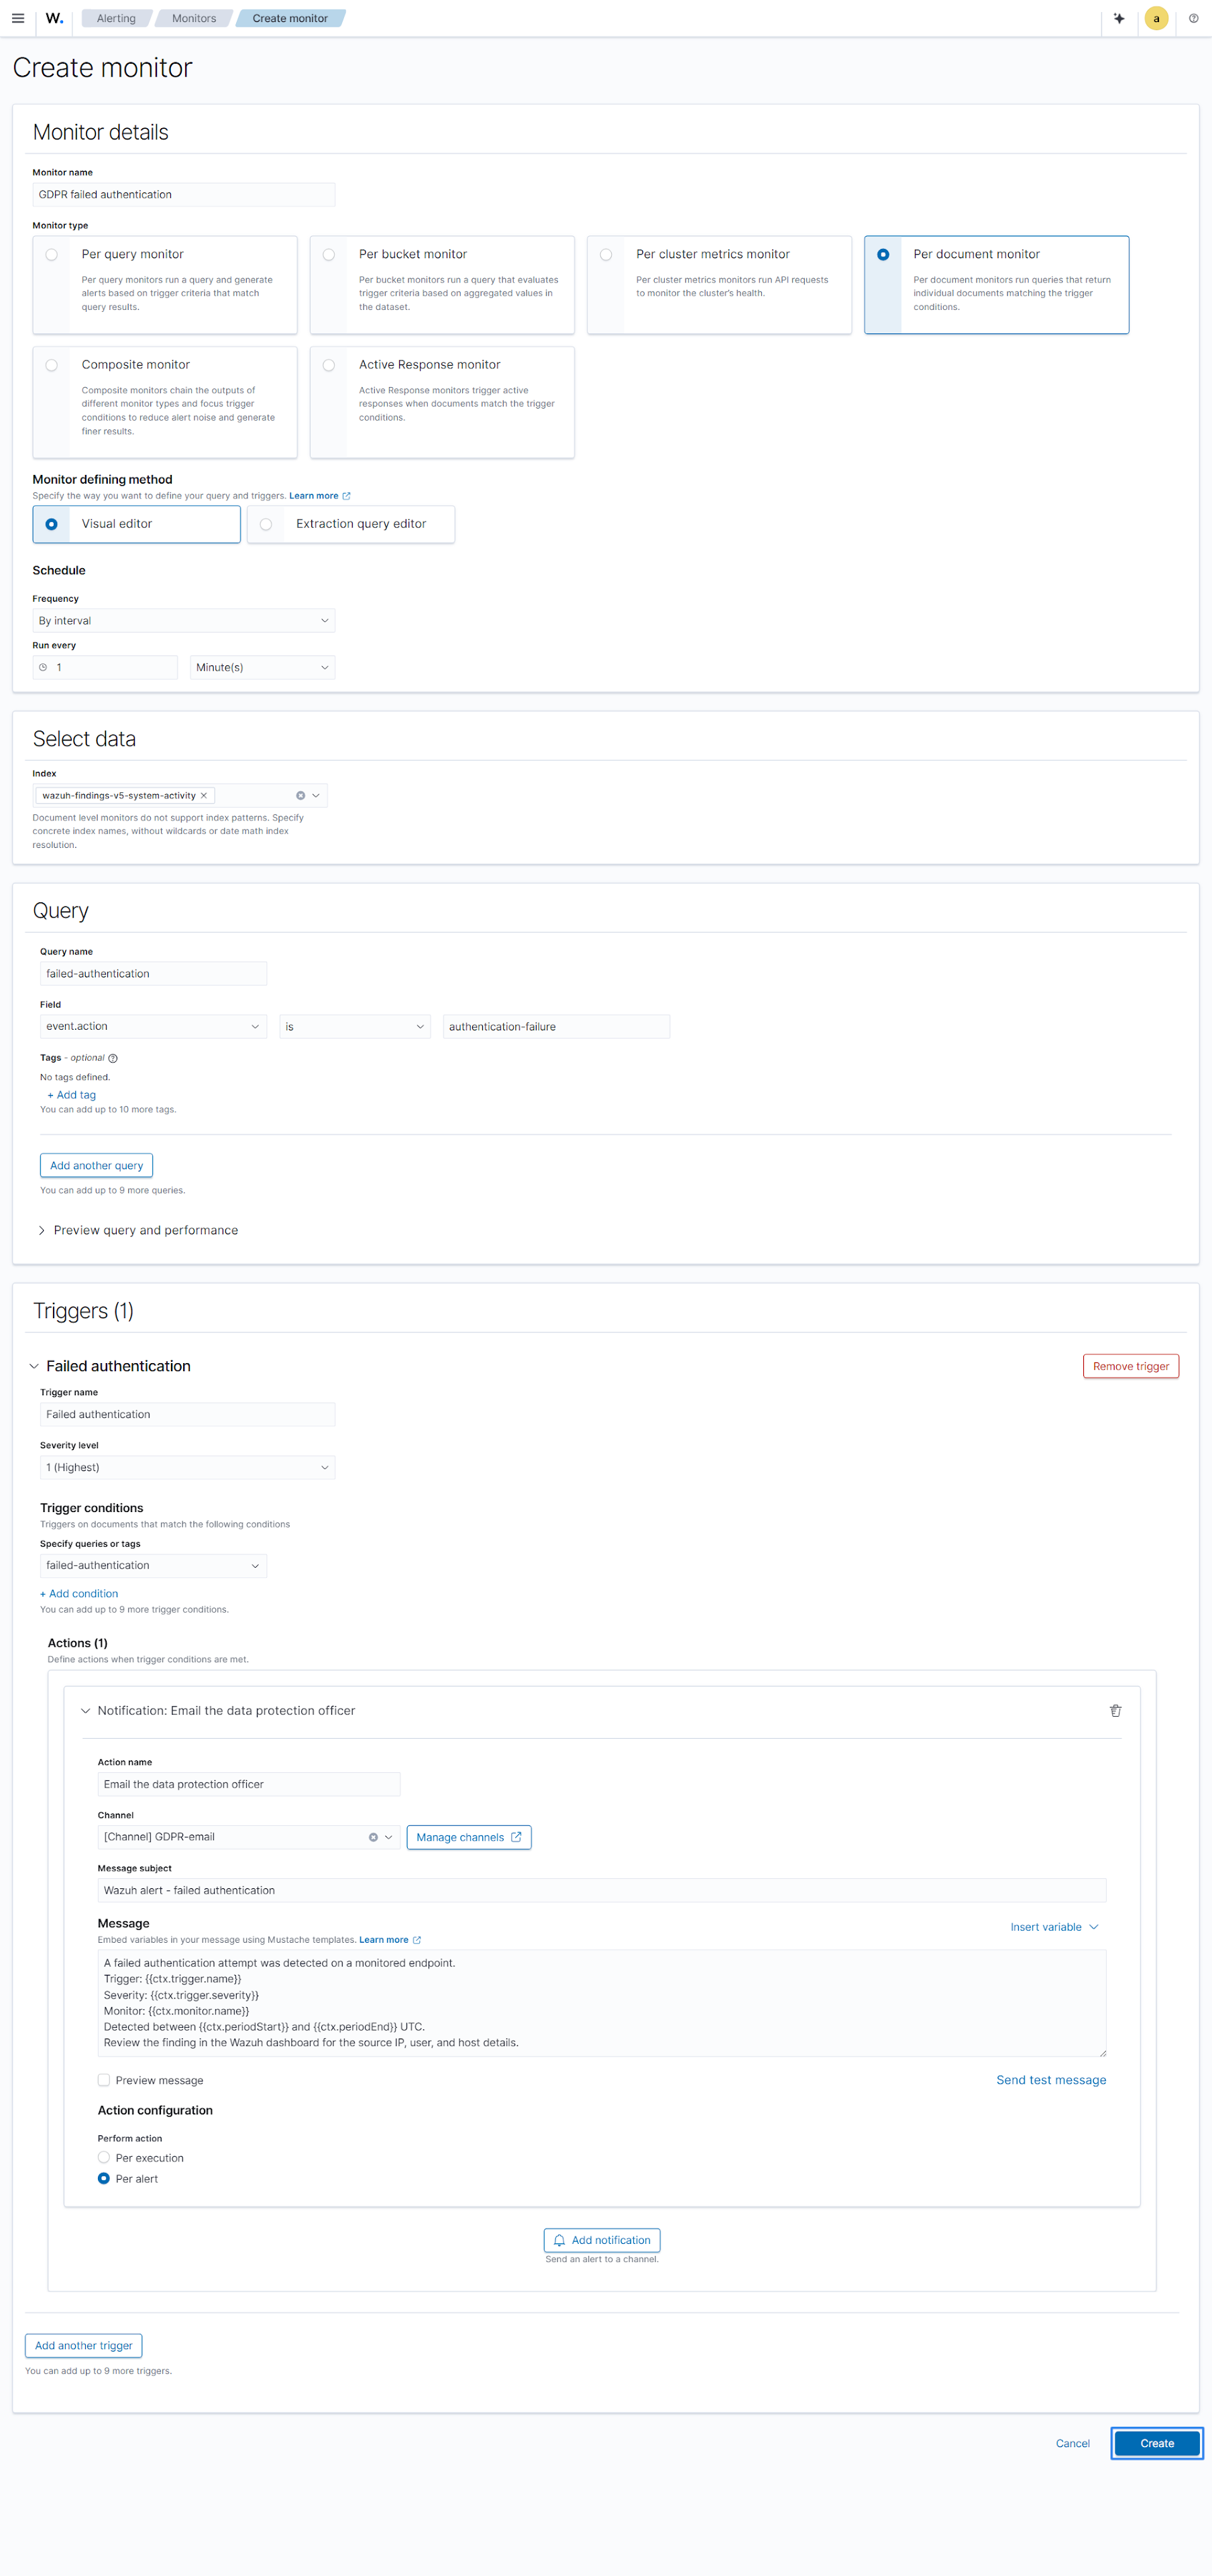 W.
Alerting
Monitors
Create monitor
a
Create monitor
Monitor details
Monitor name
GDPR failed authentication
Monitor type
Per query monitor
Per query monitors run a query and generate
alerts based on trigger criteria that match
query results.
Per bucket monitor
Per bucket monitors run a query that evaluates
trigger criteria based on aggregated values in
the dataset.
Per cluster metrics monitor
Per cluster metrics monitors run API requests
to monitor the cluster's health.
Per document monitor
Per document monitors run queries that return
individual documents matching the trigger
conditions.
Composite monitor
Composite monitors chain the outputs of
different monitor types and focus trigger
conditions to reduce alert noise and generate
finer results.
Active Response monitor
Active Response monitors trigger active
responses when documents match the trigger
conditions.
Monitor defining method
Specify the way you want to define your query and triggers. Learn more
Visual editor
Extraction query editor
Schedule
Frequency
By interval
Run every
1
Minute(s)
Select data
Index
wazuh-findings-v5-system-activity
Document level monitors do not support index patterns. Specify
concrete index names, without wildcards or date math index
resolution.
Query
Query name
failed-authentication
Field
event.action
is
authentication-failure
Tags - optional
No tags defined.
+ Add tag
You can add up to 10 more tags.
Add another query
You can add up to 9 more queries.
Preview query and performance
Triggers (1)
Failed authentication
Remove trigger
Trigger name
Failed authentication
Severity level
1 (Highest)
Trigger conditions
Triggers on documents that match the following conditions
Specify queries or tags
failed-authentication
+ Add condition
You can add up to 9 more trigger conditions.
Actions (1)
Define actions when trigger conditions are met.
Notification: Email the data protection officer
Action name
Email the data protection officer
Channel
[Channel] GDPR-email
Manage channels
Message subject
Wazuh alert - failed authentication
Message
Insert variable
Embed variables in your message using Mustache templates. Learn more
A failed authentication attempt was detected on a monitored endpoint.
Trigger: {{ctx.trigger.name}}
Severity: {{ctx.trigger.severity}}
Monitor: {{ctx.monitor.name}}
Detected between {{ctx.periodStart}} and {{ctx.periodEnd}} UTC.
Review the finding in the Wazuh dashboard for the source IP, user, and host details.
Preview message
Send test message
Action configuration
Perform action
Per execution
Per alert
Add notification
Send an alert to a channel.
Add another trigger
You can add up to 9 more triggers.
Cancel
Create